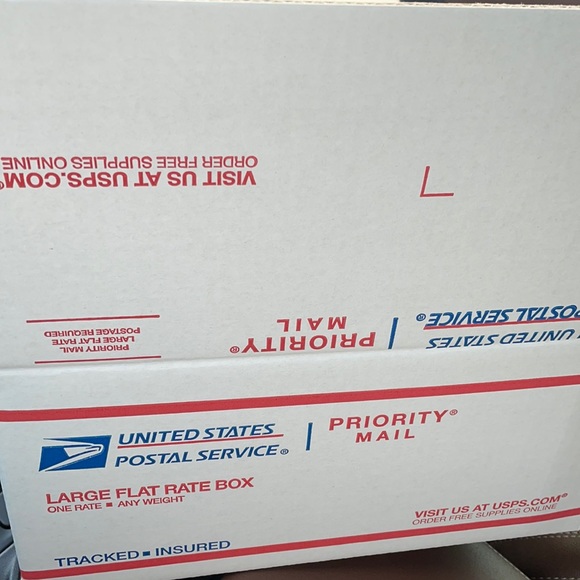 VISIT US AT USPS.COM®
ORDER FREE SUPPLIES ONLINE
UNITED STATES
POSTAL SERVICE®
PRIORITY®
MAIL
PRIORITY MAIL
LARGE FLAT RATE
POSTAGE REQUIRED
UNITED STATES
POSTAL SERVICE®
PRIORITY®
MAIL
LARGE FLAT RATE BOX
ONE RATE ■ ANY WEIGHT
VISIT US AT USPS.COM®
ORDER FREE SUPPLIES ONLINE
TRACKED ■ INSURED